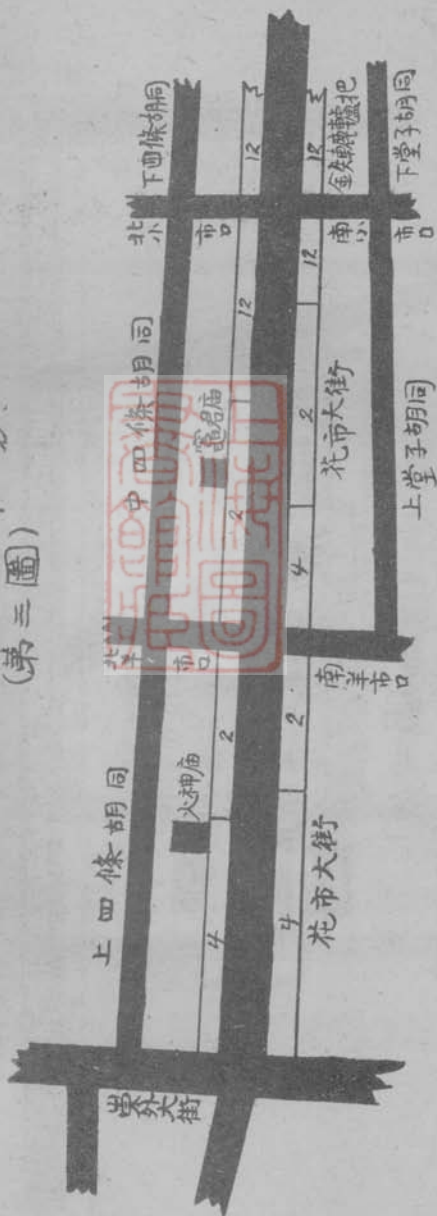 (第三圖)
上四條胡同
中四條胡同
下四條胡同
北小市口
北羊市口
火神庙
竈君庙
4
2
2
12
12
4
2
4
2
12
12
花市大街
花市大街
南羊市口
南小市口
上堂子胡同
下堂子胡同
崇外大街